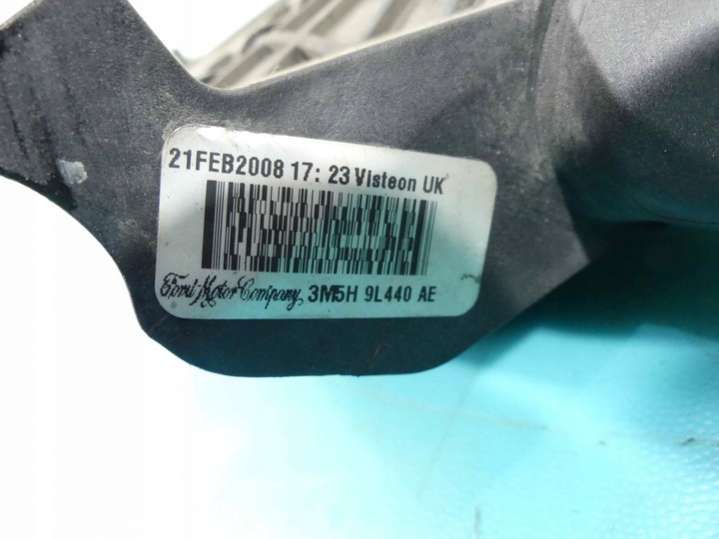 21FEB2008 17: 23 Visteon UK
Ford Motor Company 3M5H 9L440 AE